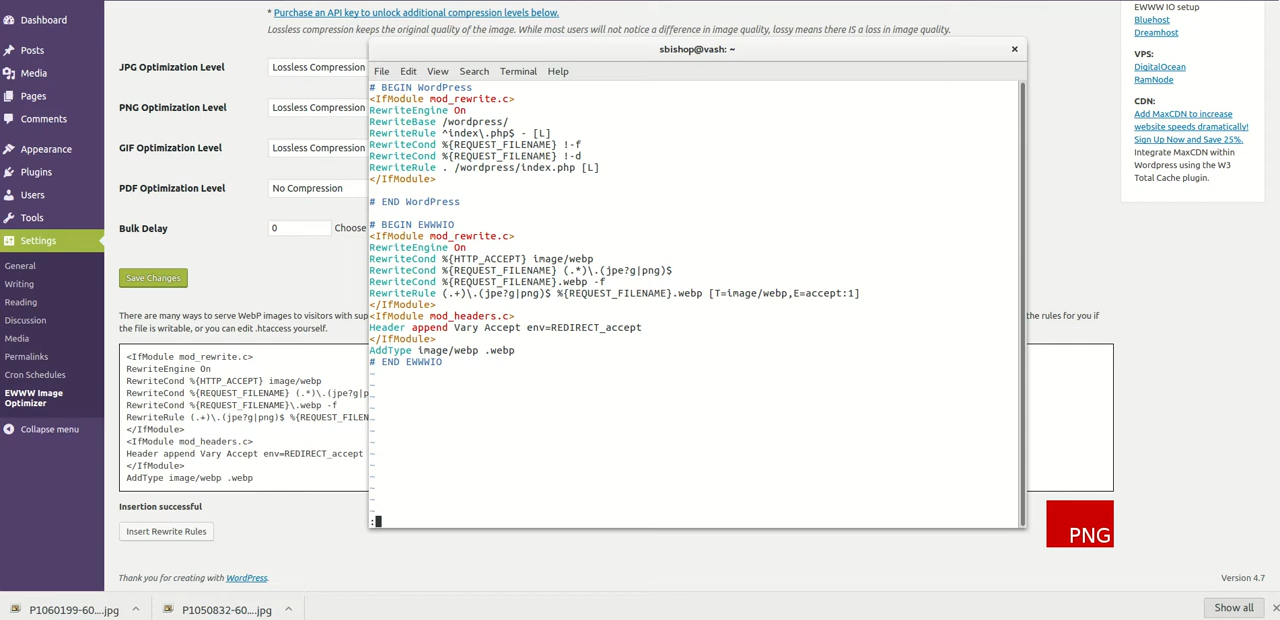 Dashboard
Posts
Media
Pages
Comments
Appearance
Plugins
Users
Tools
Settings
General
Writing
Reading
Discussion
Media
Permalinks
Cron Schedules
EWWW Image
Optimizer
Collapse menu
* Purchase an API key to unlock additional compression levels below.
Lossless compression keeps the original quality of the image. While most users will not notice a difference in image quality, lossy means there IS a loss in image quality.
JPG Optimization Level
Lossless Compression
PNG Optimization Level
Lossless Compression
GIF Optimization Level
Lossless Compression
PDF Optimization Level
No Compression
Bulk Delay
0
Choose
Save Changes
There are many ways to serve WebP images to visitors with sup
the rules for you if
the file is writable, or you can edit .htaccess yourself.
<IfModule mod_rewrite.c>
RewriteEngine On
RewriteCond %{HTTP_ACCEPT} image/webp
RewriteCond %{REQUEST_FILENAME} (.*)\.(jpe?g|p
RewriteCond %{REQUEST_FILENAME}\.webp -f
RewriteRule (.+)\.(jpe?g|png)$ %{REQUEST_FILEN
</IfModule>
<IfModule mod_headers.c>
Header append Vary Accept env=REDIRECT_accept
</IfModule>
AddType image/webp .webp
Insertion successful
Insert Rewrite Rules
PNG
Thank you for creating with WordPress.
Version 4.7
sbishop@vash: ~
×
File Edit View Search Terminal Help
# BEGIN WordPress
<IfModule mod_rewrite.c>
RewriteEngine On
RewriteBase /wordpress/
RewriteRule ^index\.php$ - [L]
RewriteCond %{REQUEST_FILENAME} !-f
RewriteCond %{REQUEST_FILENAME} !-d
RewriteRule . /wordpress/index.php [L]
</IfModule>
# END WordPress
# BEGIN EWWWIO
<IfModule mod_rewrite.c>
RewriteEngine On
RewriteCond %{HTTP_ACCEPT} image/webp
RewriteCond %{REQUEST_FILENAME} (.*)\.(jpe?g|png)$
RewriteCond %{REQUEST_FILENAME}.webp -f
RewriteRule (.+)\.(jpe?g|png)$ %{REQUEST_FILENAME}.webp [T=image/webp,E=accept:1]
</IfModule>
<IfModule mod_headers.c>
Header append Vary Accept env=REDIRECT_accept
</IfModule>
AddType image/webp .webp
# END EWWWIO
~
~
~
~
~
~
~
~
~
~
~
~
~
:
EWWW IO setup
Bluehost
Dreamhost
VPS:
DigitalOcean
RamNode
CDN:
Add MaxCDN to increase
website speeds dramatically!
Sign Up Now and Save 25%.
Integrate MaxCDN within
Wordpress using the W3
Total Cache plugin.
P1060199-60....jpg
P1050832-60....jpg
Show all